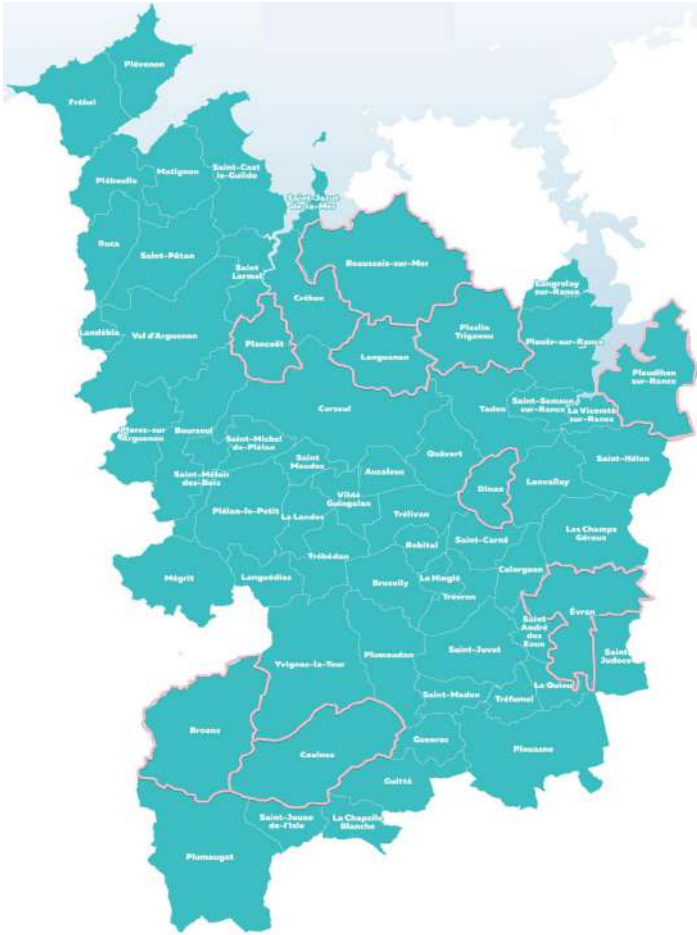 Plévenon
Fréhel
Pléboulle
Matignon
Saint-Cast
le-Guildo
Saint-Jacut
de-la-Mer
Ruca
Saint-Pôtan
Saint
Lormel
Beaussais-sur-Mer
Créhen
Langrolay
sur-Rance
Landébia
Val d'Arguenon
Plancoët
Languenan
Pleslin
Trigavou
Plouër-sur-Rance
Pleudihen
sur-Rance
Corseul
Taden
Saint-Samson
sur-Rance
La Vicomté
sur-Rance
Bourseul
Saint-Michel
de-Plélan
Saint
Maudez
Aucaleuc
Quévert
Dinan
Lanvallay
Saint-Hélen
Saint-Méloir
des-Bois
Plélan-le-Petit
La Landec
Vildé
Guingalan
Trélivan
Bobital
Saint-Carné
Les Champs
Géraux
Mégrit
Languédias
Trébédan
Brusvily
Le Hinglé
Trévron
Calorguen
Évran
Saint
André
des
Eaux
Saint
Judoce
Yvignac-la-Tour
Plumaudan
Saint-Juvat
Saint-Maden
Tréfumel
Le Quiou
Broons
Caulnes
Guenroc
Plouasne
Guitté
Saint-Jouan
de-l'Isle
La Chapelle
Blanche
Plumaugat